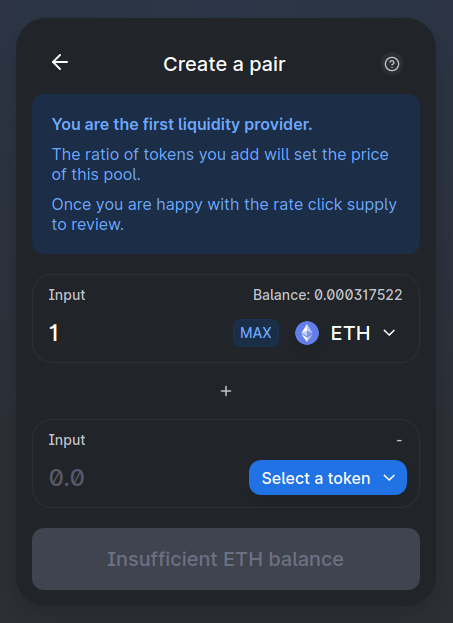 Create a pair
You are the first liquidity provider.
The ratio of tokens you add will set the price
of this pool.
Once you are happy with the rate click supply
to review.
Input Balance: 0.000317522
1 MAX ETH
+
Input -
0.0 Select a token
Insufficient ETH balance